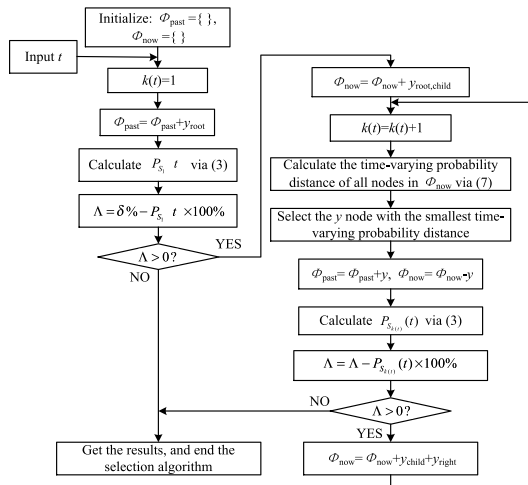 Initialize: Φpast ={ },
Φnow ={ }
Input t
k(t)=1
Φpast= Φpast+yroot
Calculate PS1 t via (3)
Λ = δ% − PS1 t ×100%
Λ > 0?
YES
NO
Get the results, and end the
selection algorithm
Φnow= Φnow+ yroot,child
k(t)=k(t)+1
Calculate the time-varying probability
distance of all nodes in Φnow via (7)
Select the y node with the smallest time-
varying probability distance
Φpast= Φpast+y, Φnow= Φnow-y
Calculate PSk(t)(t) via (3)
Λ = Λ − PSk(t)(t)×100%
Λ > 0?
NO
YES
Φnow= Φnow+ychild+yright